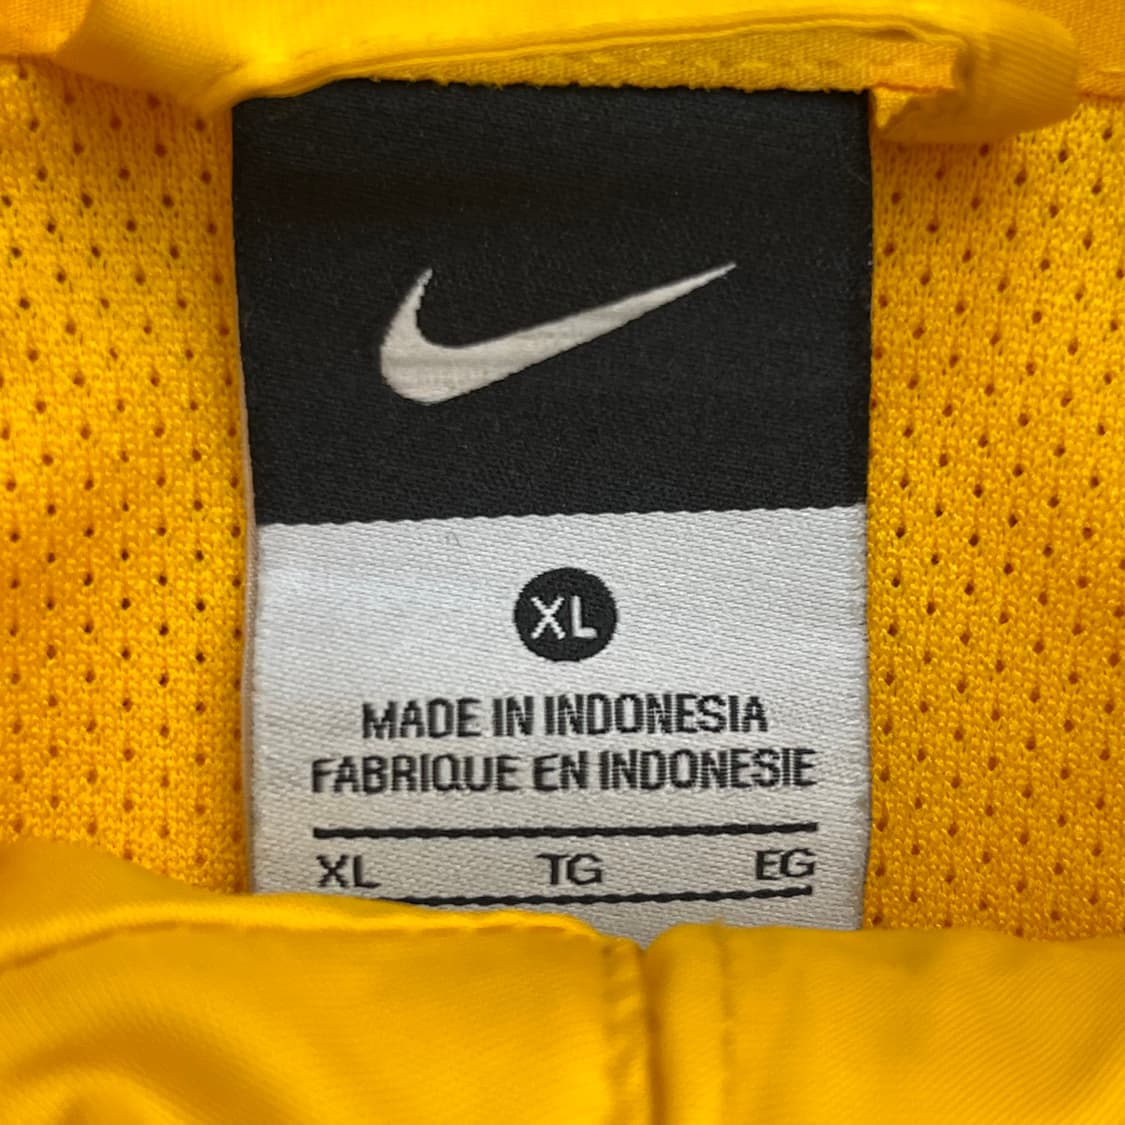 XL
MADE IN INDONESIA
FABRIQUE EN INDONESIE
XL TG EG